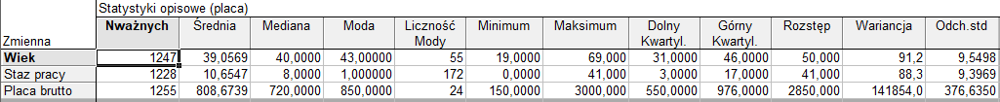 Statystyki opisowe (placa)
Zmienna Nważnych Średnia Mediana Moda Liczność Mody Minimum Maksimum Dolny Kwartyl. Górny Kwartyl. Rozstęp Wariancja Odch.std
Wiek 1247 39,0569 40,0000 43,00000 55 19,0000 69,000 31,0000 46,0000 50,000 91,2 9,5498
Staz pracy 1228 10,6547 8,0000 1,000000 172 0,0000 41,000 3,0000 17,0000 41,000 88,3 9,3969
Placa brutto 1255 808,6739 720,0000 850,0000 24 150,0000 3000,000 550,0000 976,0000 2850,000 141854,0 376,6350